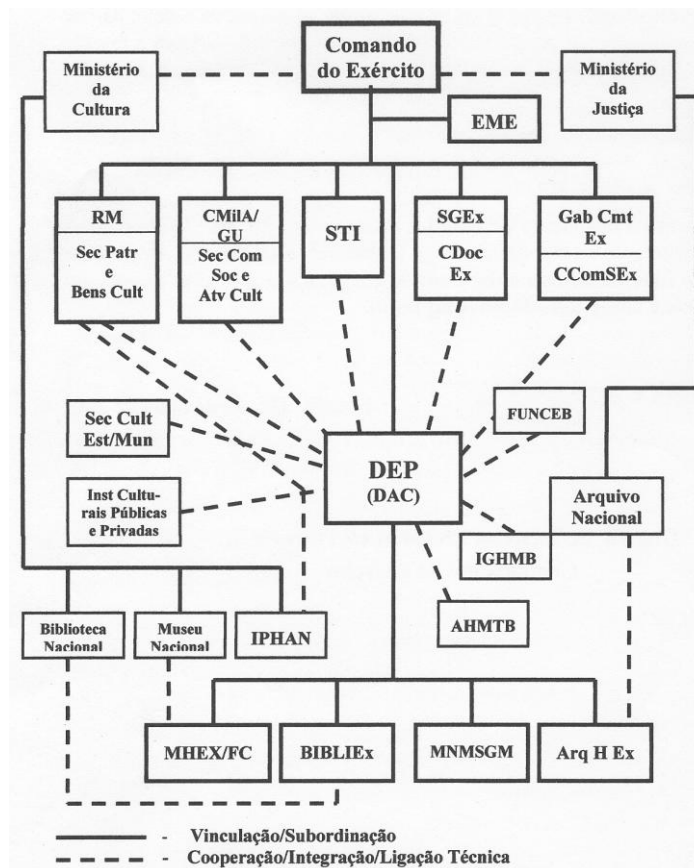 Comando
do Exército
Ministério
da
Cultura
Ministério
da
Justiça
EME
RM
Sec Patr
e
Bens Cult
CMilA/
GU
Sec Com
Soc e
Atv Cult
STI
SGEx
CDoc
Ex
Gab Cmt
Ex
CComSEx
Sec Cult
Est/Mun
FUNCEB
DEP
(DAC)
Inst Cultu-
rais Públicas
e Privadas
Arquivo
Nacional
IGHMB
Biblioteca
Nacional
Museu
Nacional
IPHAN
AHMTB
MHEX/FC
BIBLIEx
MNMSGM
Arq H Ex
- Vinculação/Subordinação
- Cooperação/Integração/Ligação Técnica